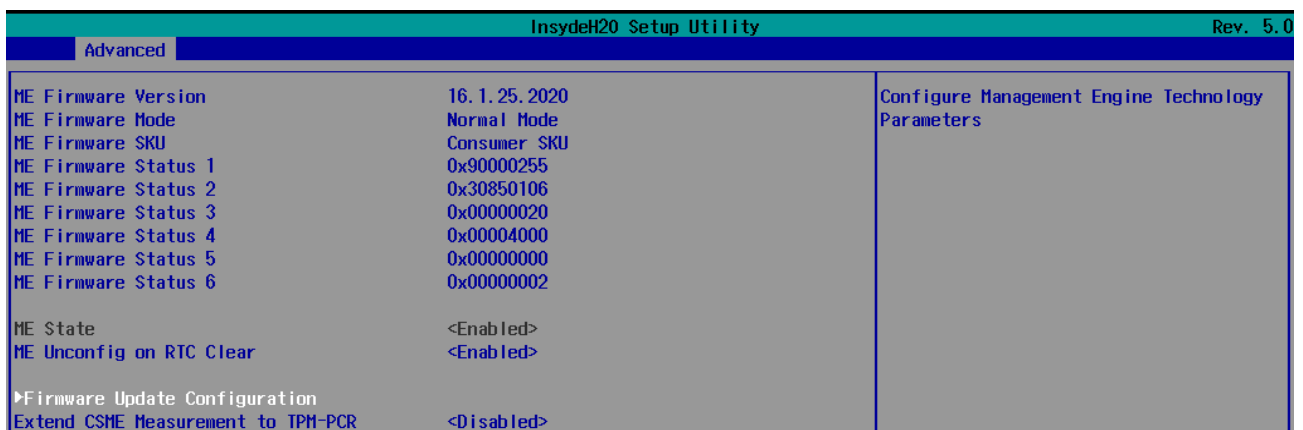 InsydeH20 Setup Utility Rev. 5.0
Advanced
ME Firmware Version 16.1.25.2020 Configure Management Engine Technology
ME Firmware Mode Normal Mode Parameters
ME Firmware SKU Consumer SKU
ME Firmware Status 1 0x90000255
ME Firmware Status 2 0x30850106
ME Firmware Status 3 0x00000020
ME Firmware Status 4 0x00004000
ME Firmware Status 5 0x00000000
ME Firmware Status 6 0x00000002
ME State <Enabled>
ME Unconfig on RTC Clear <Enabled>
▶Firmware Update Configuration
Extend CSME Measurement to TPM-PCR <Disabled>